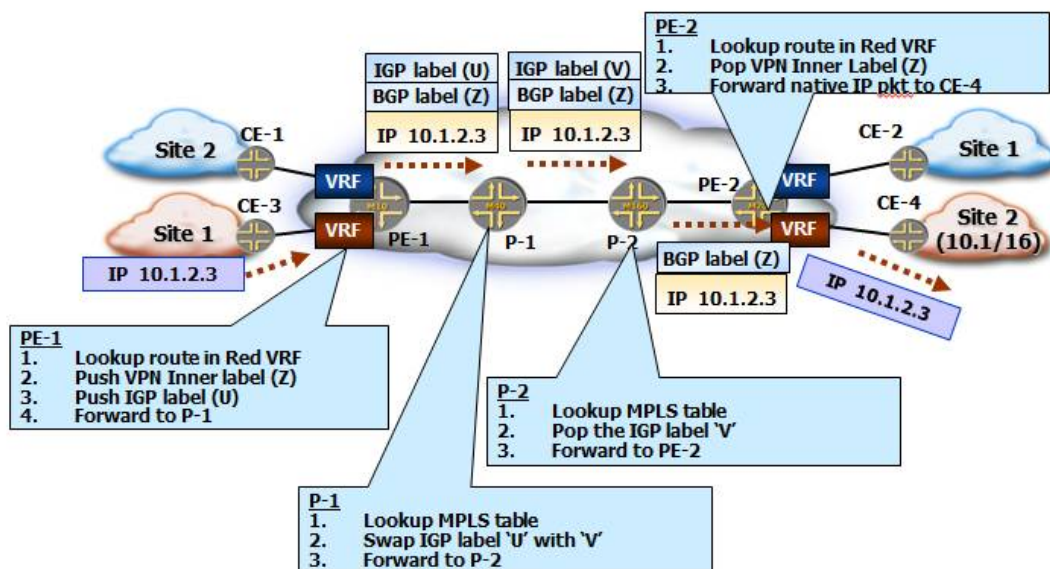 PE-2
1. Lookup route in Red VRF
2. Pop VPN Inner Label (Z)
3. Forward native IP pkt to CE-4
IGP label (U)
BGP label (Z)
IP 10.1.2.3
IGP label (V)
BGP label (Z)
IP 10.1.2.3
Site 2
CE-1
VRF
M10
M40
M160
PE-2
VRF
CE-2
Site 1
Site 1
CE-3
VRF
PE-1
P-1
P-2
VRF
CE-4
Site 2
(10.1/16)
IP 10.1.2.3
BGP label (Z)
IP 10.1.2.3
IP 10.1.2.3
PE-1
1. Lookup route in Red VRF
2. Push VPN Inner label (Z)
3. Push IGP label (U)
4. Forward to P-1
P-2
1. Lookup MPLS table
2. Pop the IGP label ‘V’
3. Forward to PE-2
P-1
1. Lookup MPLS table
2. Swap IGP label ‘U’ with ‘V’
3. Forward to P-2